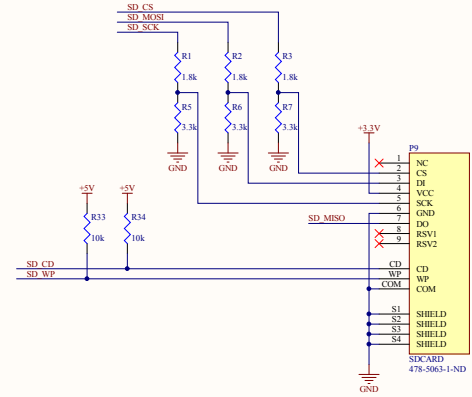 SD_CS
SD_MOSI
SD_SCK
R1 R2 R3
1.8k 1.8k 1.8k
R5 R6 R7
3.3k 3.3k 3.3k
GND GND GND
+3.3V
P9
1 NC
2 CS
3 DI
4 VCC
5 SCK
6 GND
SD_MISO 7 DO
8 RSV1
9 RSV2
+5V +5V
R33 R34
10k 10k
SD_CD CD CD
SD_WP WP WP
COM COM
S1 SHIELD
S2 SHIELD
S3 SHIELD
S4 SHIELD
SDCARD
478-5063-1-ND
GND